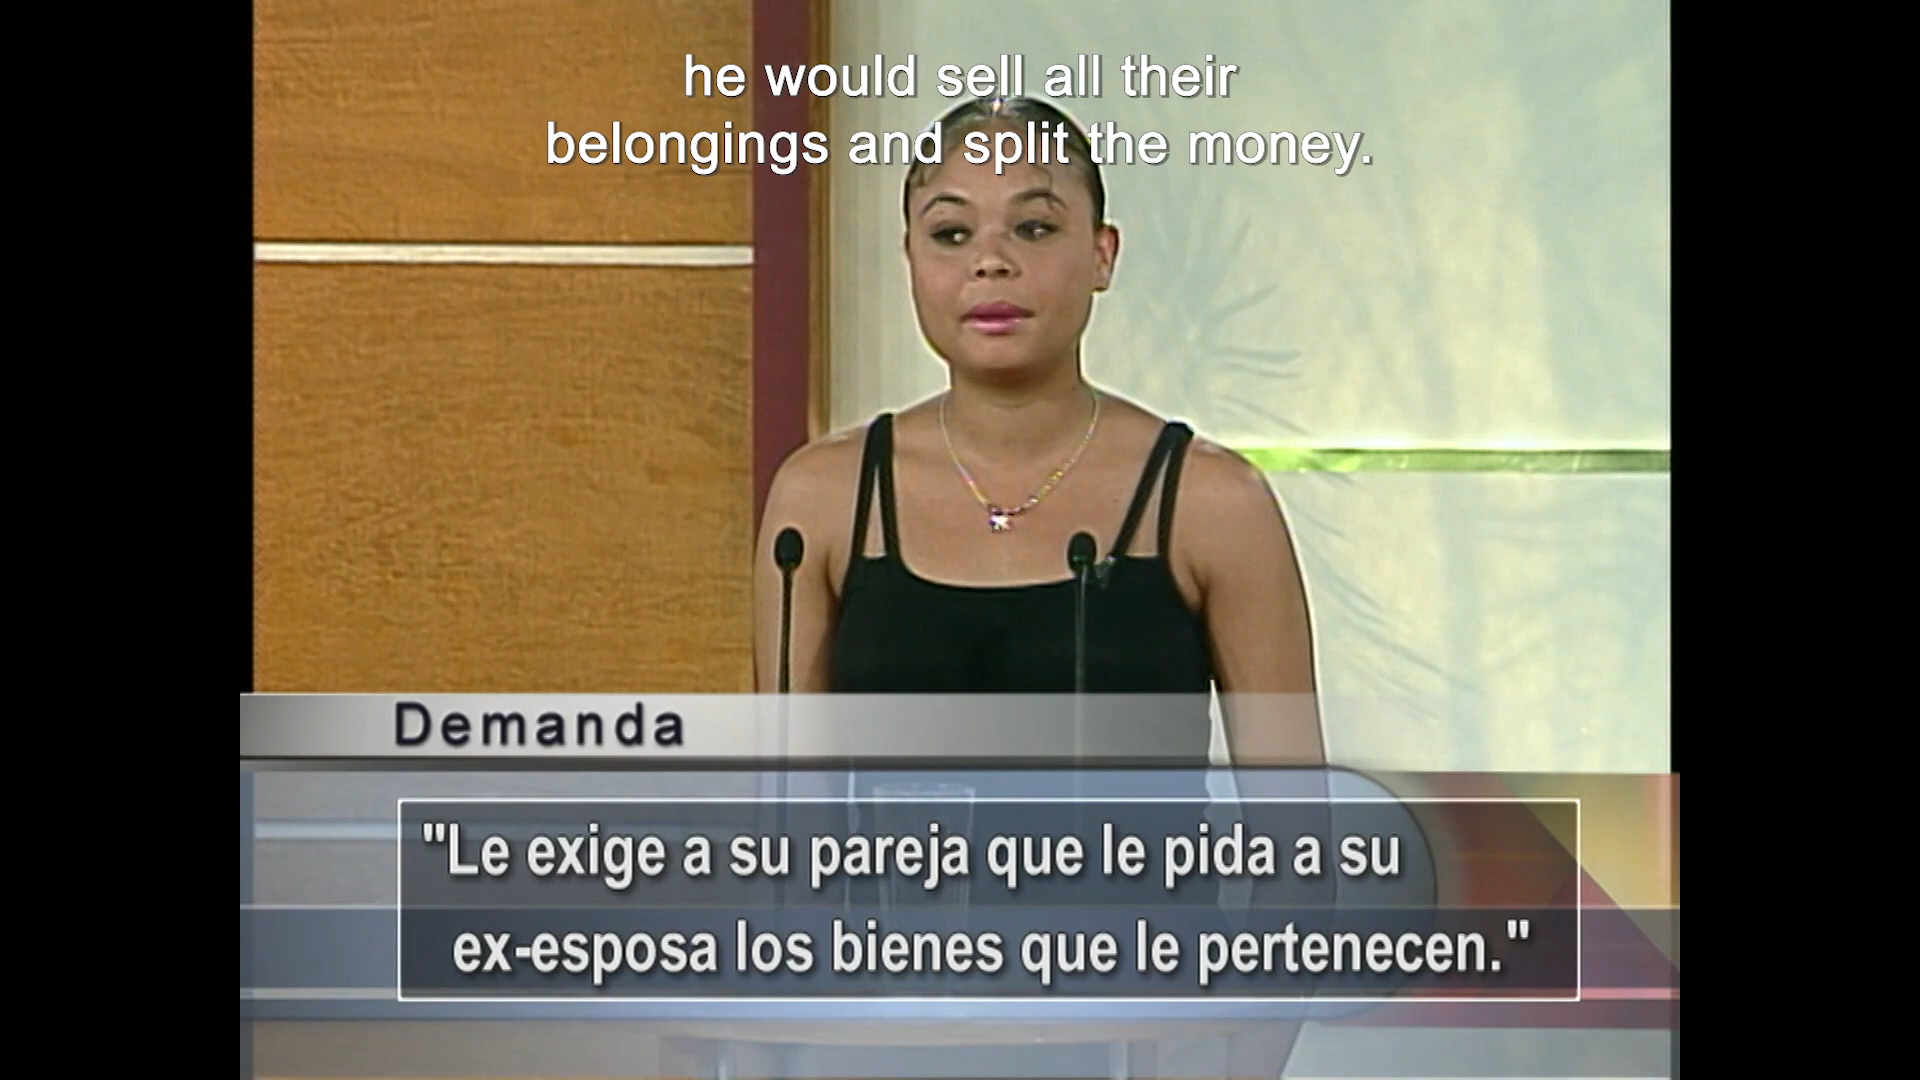 he would sell all their
belongings and split the money.
Demanda
"Le exige a su pareja que le pida a su
ex-esposa los bienes que le pertenecen."